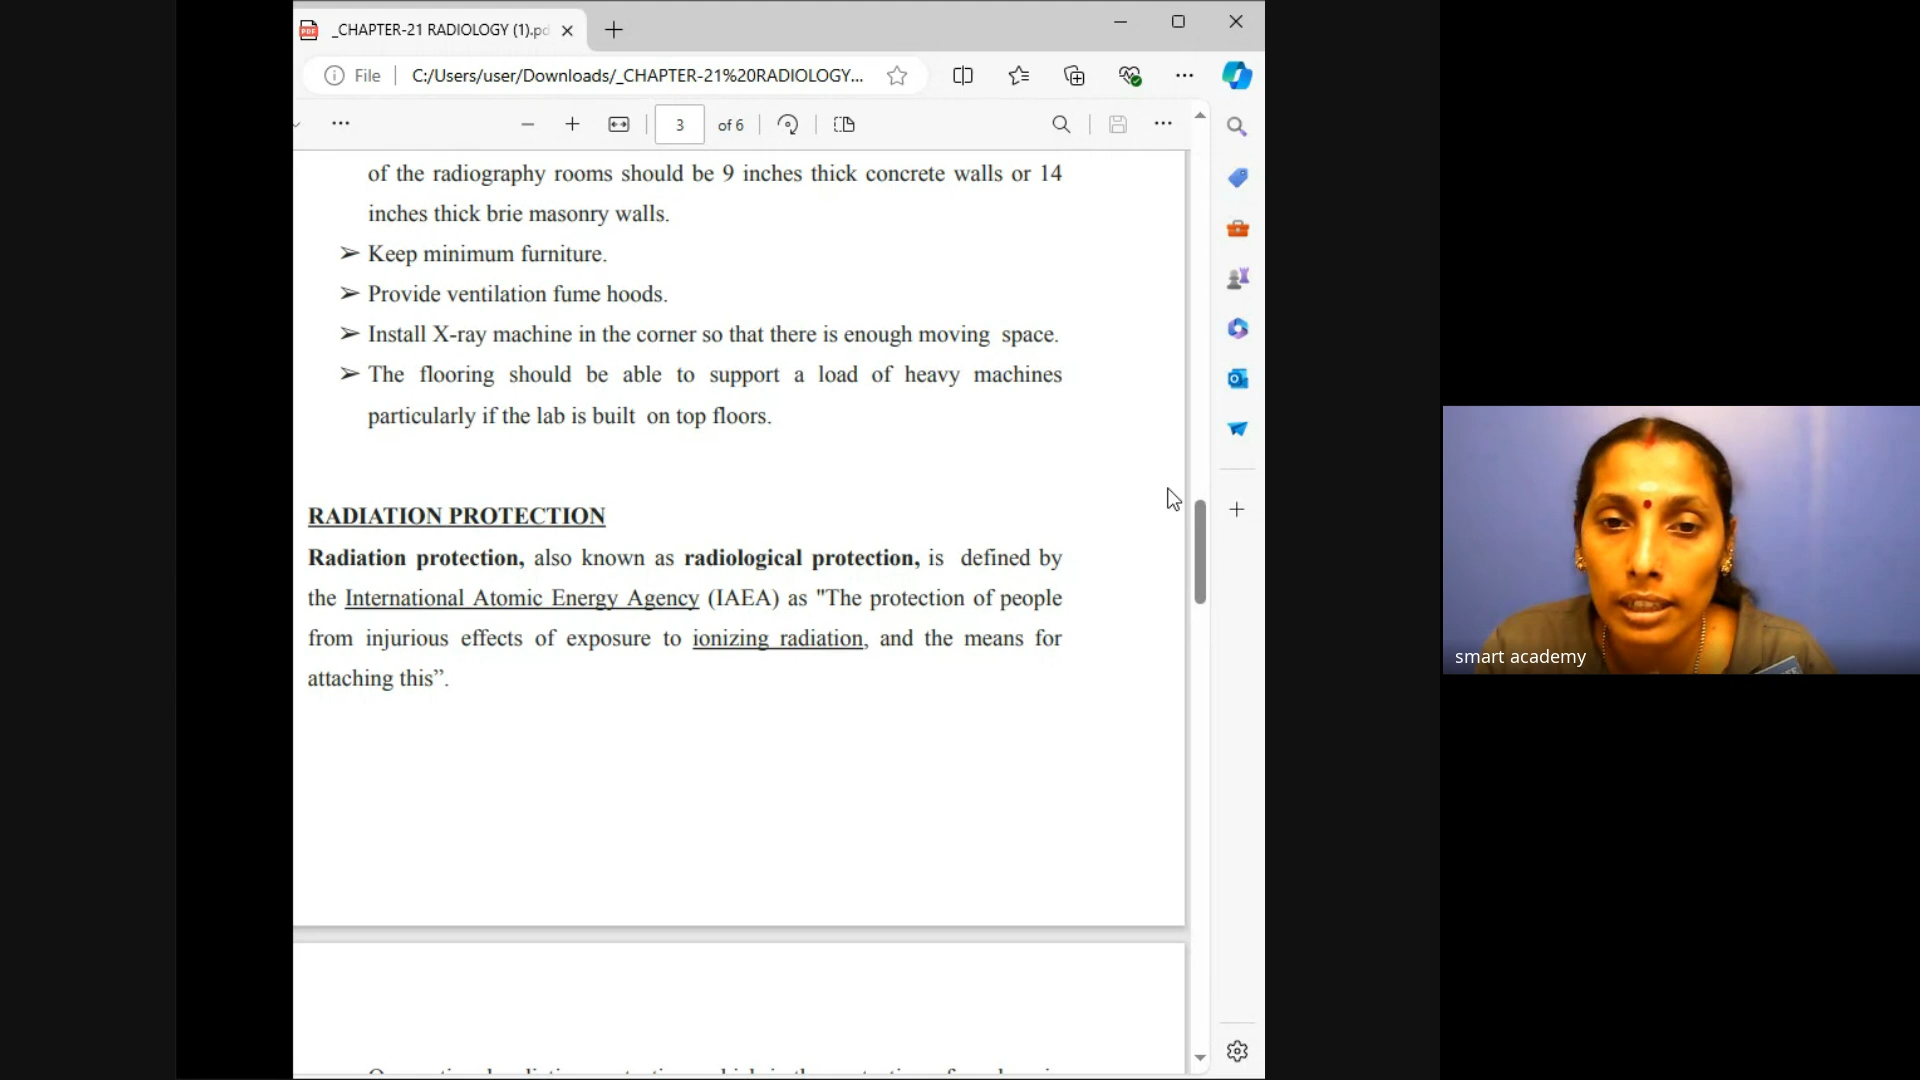 _CHAPTER-21 RADIOLOGY (1).pd
File
C:/Users/user/Downloads/_CHAPTER-21%20RADIOLOGY...
3 of 6
of the radiography rooms should be 9 inches thick concrete walls or 14
inches thick brie masonry walls.
➢ Keep minimum furniture.
➢ Provide ventilation fume hoods.
➢ Install X-ray machine in the corner so that there is enough moving space.
➢ The flooring should be able to support a load of heavy machines
particularly if the lab is built on top floors.
RADIATION PROTECTION
Radiation protection, also known as radiological protection, is defined by
the International Atomic Energy Agency (IAEA) as "The protection of people
from injurious effects of exposure to ionizing radiation, and the means for
attaching this”.
smart academy